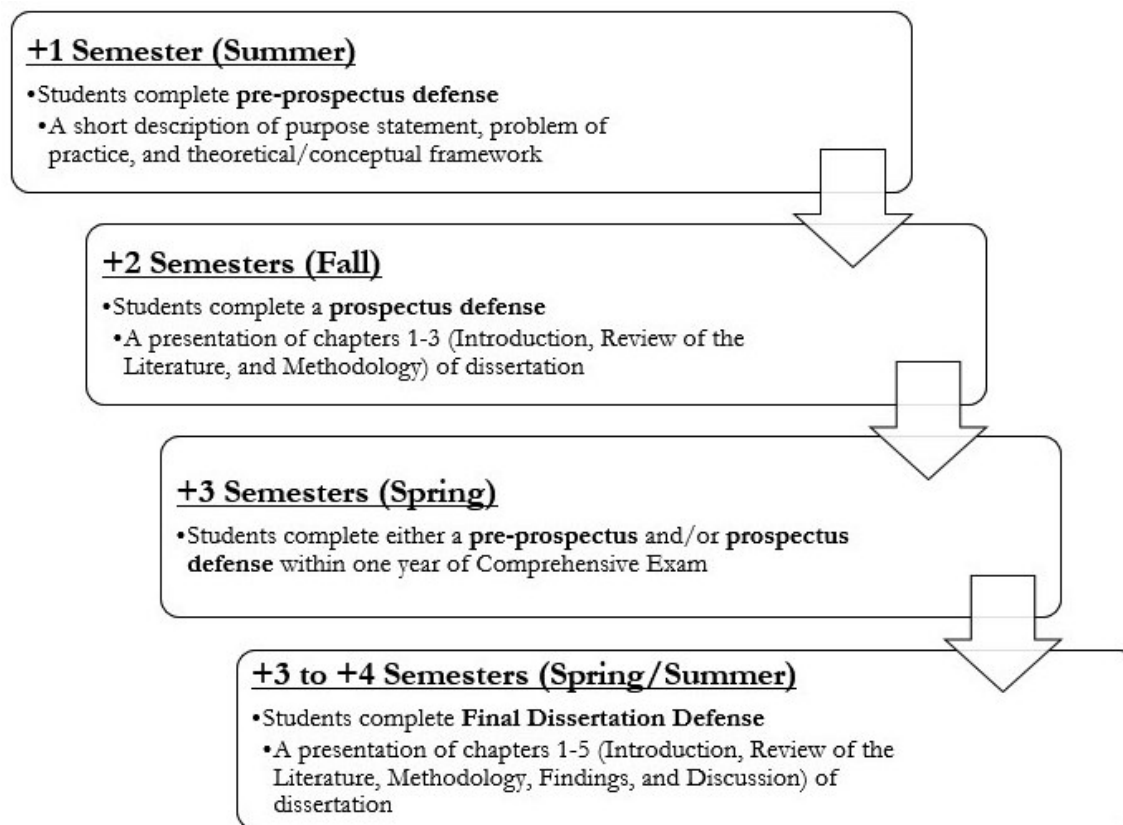 +1 Semester (Summer)
•Students complete pre-prospectus defense
•A short description of purpose statement, problem of
practice, and theoretical/conceptual framework
+2 Semesters (Fall)
•Students complete a prospectus defense
•A presentation of chapters 1-3 (Introduction, Review of the
Literature, and Methodology) of dissertation
+3 Semesters (Spring)
•Students complete either a pre-prospectus and/or prospectus
defense within one year of Comprehensive Exam
+3 to +4 Semesters (Spring/Summer)
•Students complete Final Dissertation Defense
•A presentation of chapters 1-5 (Introduction, Review of the
Literature, Methodology, Findings, and Discussion) of
dissertation